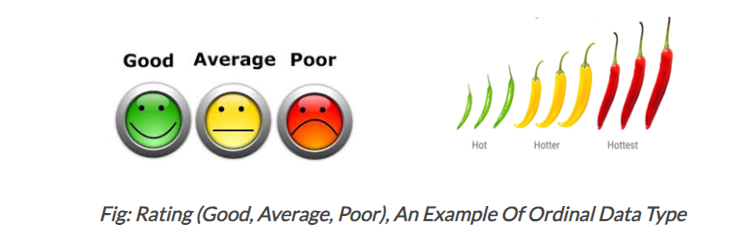 Good Average Poor
Hot Hotter Hottest
Fig: Rating (Good, Average, Poor), An Example Of Ordinal Data Type